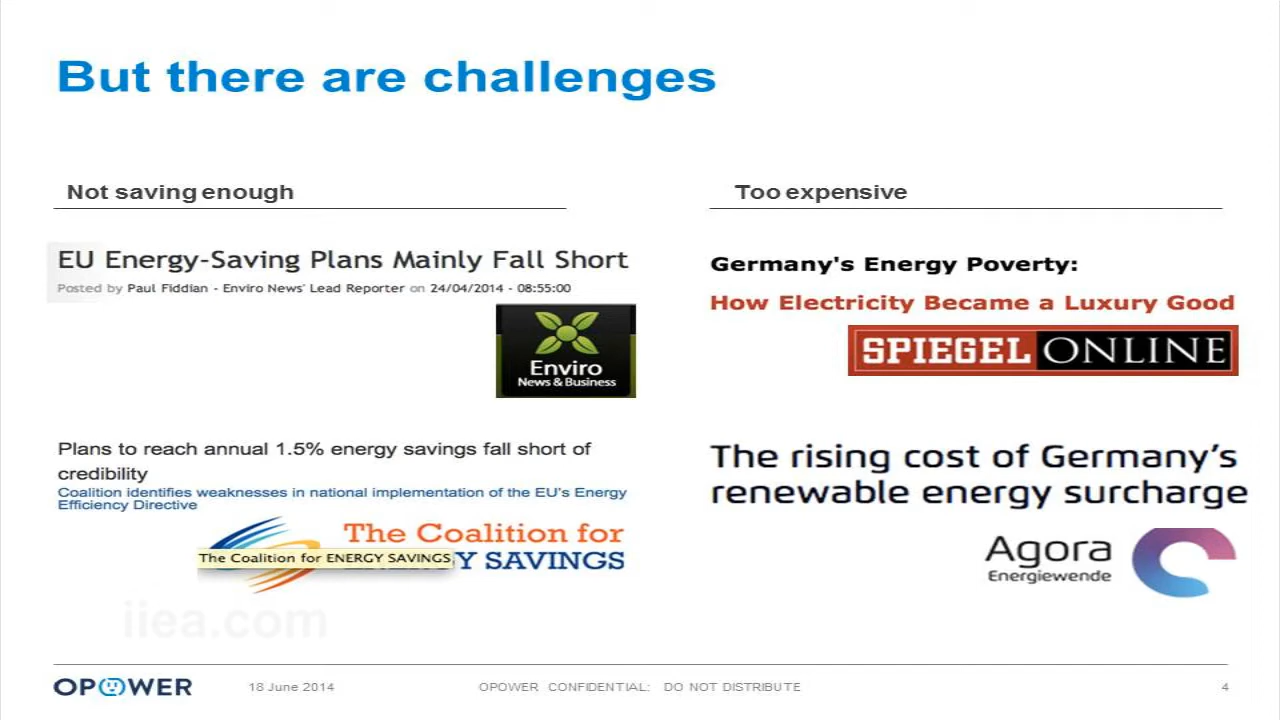 But there are challenges
Not saving enough
EU Energy-Saving Plans Mainly Fall Short
Posted by Paul Fiddian - Enviro News' Lead Reporter on 24/04/2014 - 08:55:00
Enviro
News & Business
Plans to reach annual 1.5% energy savings fall short of
credibility
Coalition identifies weaknesses in national implementation of the EU's Energy
Efficiency Directive
The Coalition for
The Coalition for ENERGY SAVINGS
Y SAVINGS
Too expensive
Germany's Energy Poverty:
How Electricity Became a Luxury Good
SPIEGEL ONLINE
The rising cost of Germany's
renewable energy surcharge
Agora
Energiewende
iiea.com
OPOWER
18 June 2014
OPOWER CONFIDENTIAL: DO NOT DISTRIBUTE
4